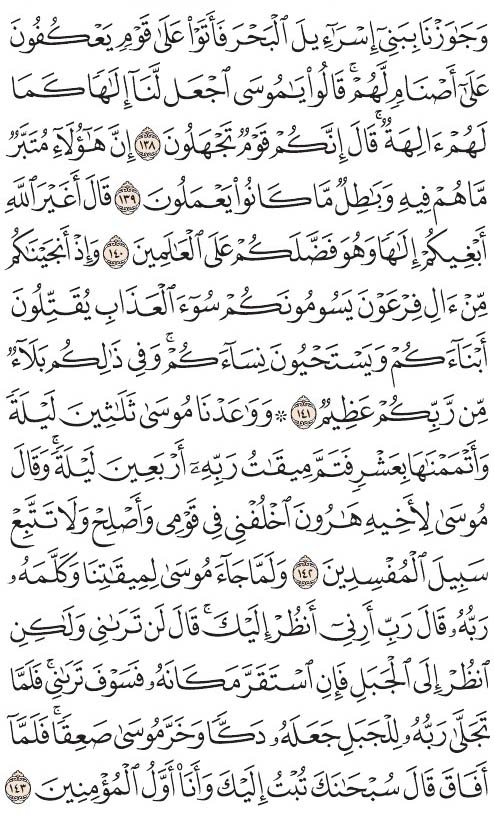 وَجَٰوَزۡنَا بِبَنِيٓ إِسۡرَٰٓءِيلَ ٱلۡبَحۡرَ فَأَتَوۡاْ عَلَىٰ قَوۡمٖ يَعۡكُفُونَ
عَلَىٰٓ أَصۡنَامٖ لَّهُمۡۚ قَالُواْ يَٰمُوسَى ٱجۡعَل لَّنَآ إِلَٰهٗا كَمَا
لَهُمۡ ءَالِهَةٞۚ قَالَ إِنَّكُمۡ قَوۡمٞ تَجۡهَلُونَ ١٣٨ إِنَّ هَٰٓؤُلَآءِ مُتَبَّرٞ
مَّا هُمۡ فِيهِ وَبَٰطِلٞ مَّا كَانُواْ يَعۡمَلُونَ ١٣٩ قَالَ أَغَيۡرَ ٱللَّهِ
أَبۡغِيكُمۡ إِلَٰهٗا وَهُوَ فَضَّلَكُمۡ عَلَى ٱلۡعَٰلَمِينَ ١٤٠ وَإِذۡ أَنجَيۡنَٰكُم
مِّنۡ ءَالِ فِرۡعَوۡنَ يَسُومُونَكُمۡ سُوٓءَ ٱلۡعَذَابِ يُقَتِّلُونَ
أَبۡنَآءَكُمۡ وَيَسۡتَحۡيُونَ نِسَآءَكُمۡۚ وَفِي ذَٰلِكُم بَلَآءٞ
مِّن رَّبِّكُمۡ عَظِيمٞ ١٤١ ۞ وَوَٰعَدۡنَا مُوسَىٰ ثَلَٰثِينَ لَيۡلَةٗ
وَأَتۡمَمۡنَٰهَا بِعَشۡرٖ فَتَمَّ مِيقَٰتُ رَبِّهِۦٓ أَرۡبَعِينَ لَيۡلَةٗۚ وَقَالَ
مُوسَىٰ لِأَخِيهِ هَٰرُونَ ٱخۡلُفۡنِي فِي قَوۡمِي وَأَصۡلِحۡ وَلَا تَتَّبِعۡ
سَبِيلَ ٱلۡمُفۡسِدِينَ ١٤٢ وَلَمَّا جَآءَ مُوسَىٰ لِمِيقَٰتِنَا وَكَلَّمَهُۥ
رَبُّهُۥ قَالَ رَبِّ أَرِنِيٓ أَنظُرۡ إِلَيۡكَۚ قَالَ لَن تَرَىٰنِي وَلَٰكِنِ
ٱنظُرۡ إِلَى ٱلۡجَبَلِ فَإِنِ ٱسۡتَقَرَّ مَكَانَهُۥ فَسَوۡفَ تَرَىٰنِيۚ فَلَمَّا
تَجَلَّىٰ رَبُّهُۥ لِلۡجَبَلِ جَعَلَهُۥ دَكّٗا وَخَرَّ مُوسَىٰ صَعِقٗاۚ فَلَمَّآ
أَفَاقَ قَالَ سُبۡحَٰنَكَ تُبۡتُ إِلَيۡكَ وَأَنَا۠ أَوَّلُ ٱلۡمُؤۡمِنِينَ ١٤٣